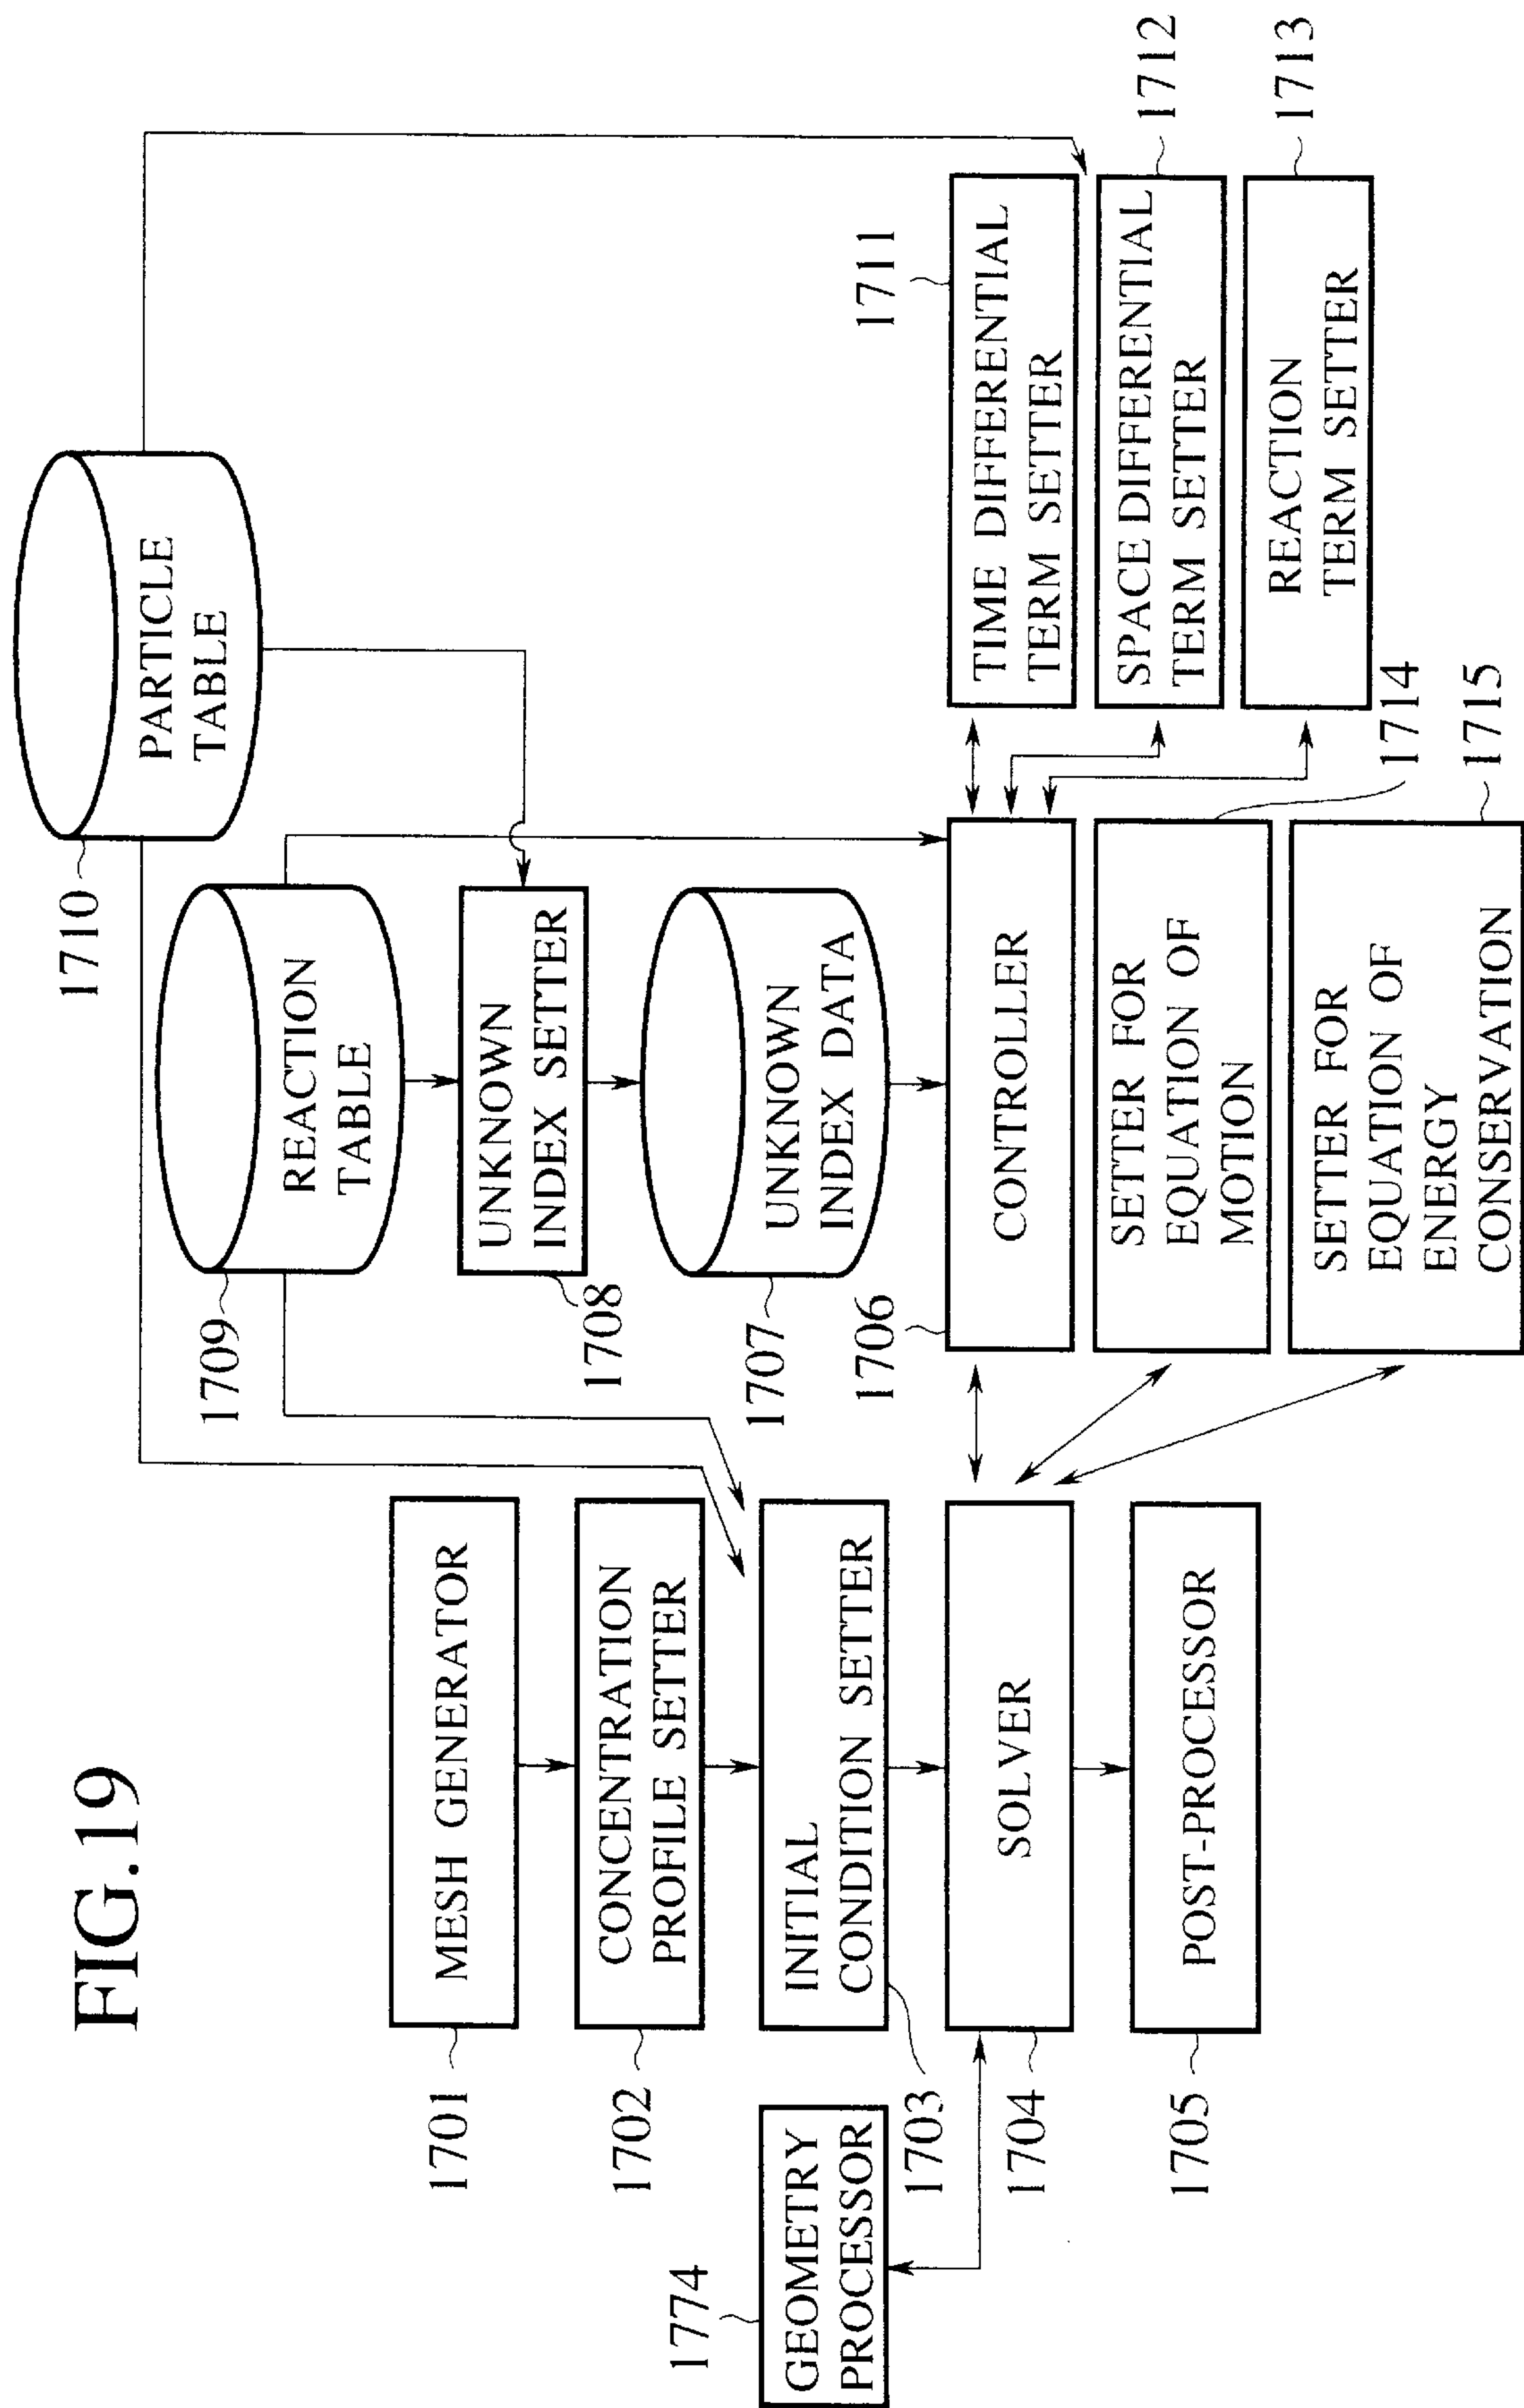 FIG.19
1710
PARTICLE
TABLE
1709
REACTION
TABLE
1701
MESH GENERATOR
1708
UNKNOWN
INDEX SETTER
1702
CONCENTRATION
PROFILE SETTER
1707
UNKNOWN
INDEX DATA
1774
GEOMETRY
PROCESSOR
1703
INITIAL
CONDITION SETTER
1704
SOLVER
1706
CONTROLLER
1711
TIME DIFFERENTIAL
TERM SETTER
1705
POST-PROCESSOR
1714
SETTER FOR
EQUATION OF
MOTION
1712
SPACE DIFFERENTIAL
TERM SETTER
1715
SETTER FOR
EQUATION OF
ENERGY
CONSERVATION
1713
REACTION
TERM SETTER